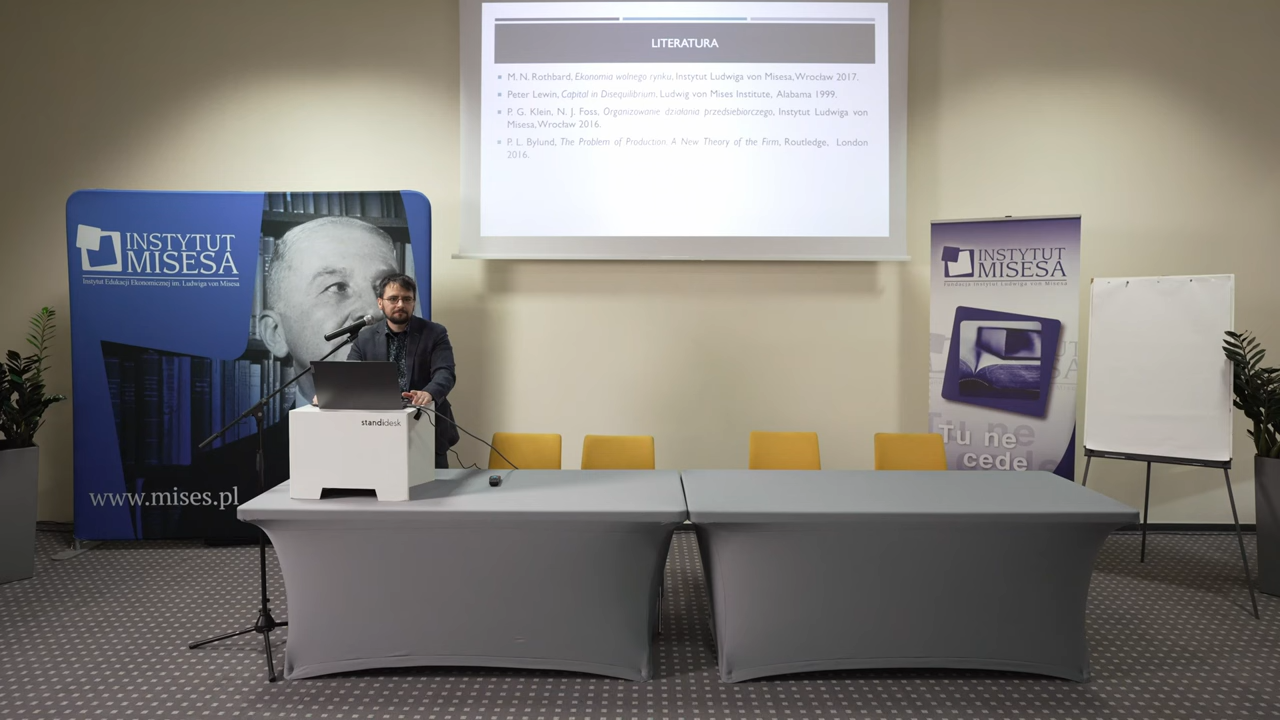 LITERATURA
M. N. Rothbard, Ekonomia wolnego rynku, Instytut Ludwiga von Misesa, Wrocław 2017.
Peter Lewin, Capital in Disequilibrium, Ludwig von Mises Institute, Alabama 1999.
P. G. Klein, N. J. Foss, Organizowanie działania przedsiębiorczego, Instytut Ludwiga von
Misesa, Wrocław 2016.
P. L. Bylund, The Problem of Production. A New Theory of the Firm, Routledge, London
2016.
INSTYTUT
MISESA
Instytut Edukacji Ekonomicznej im. Ludwiga von Misesa
www.mises.pl
standidesk
INSTYTUT
MISESA
Fundacja Instytut Ludwiga von Misesa
Tu ne
cede